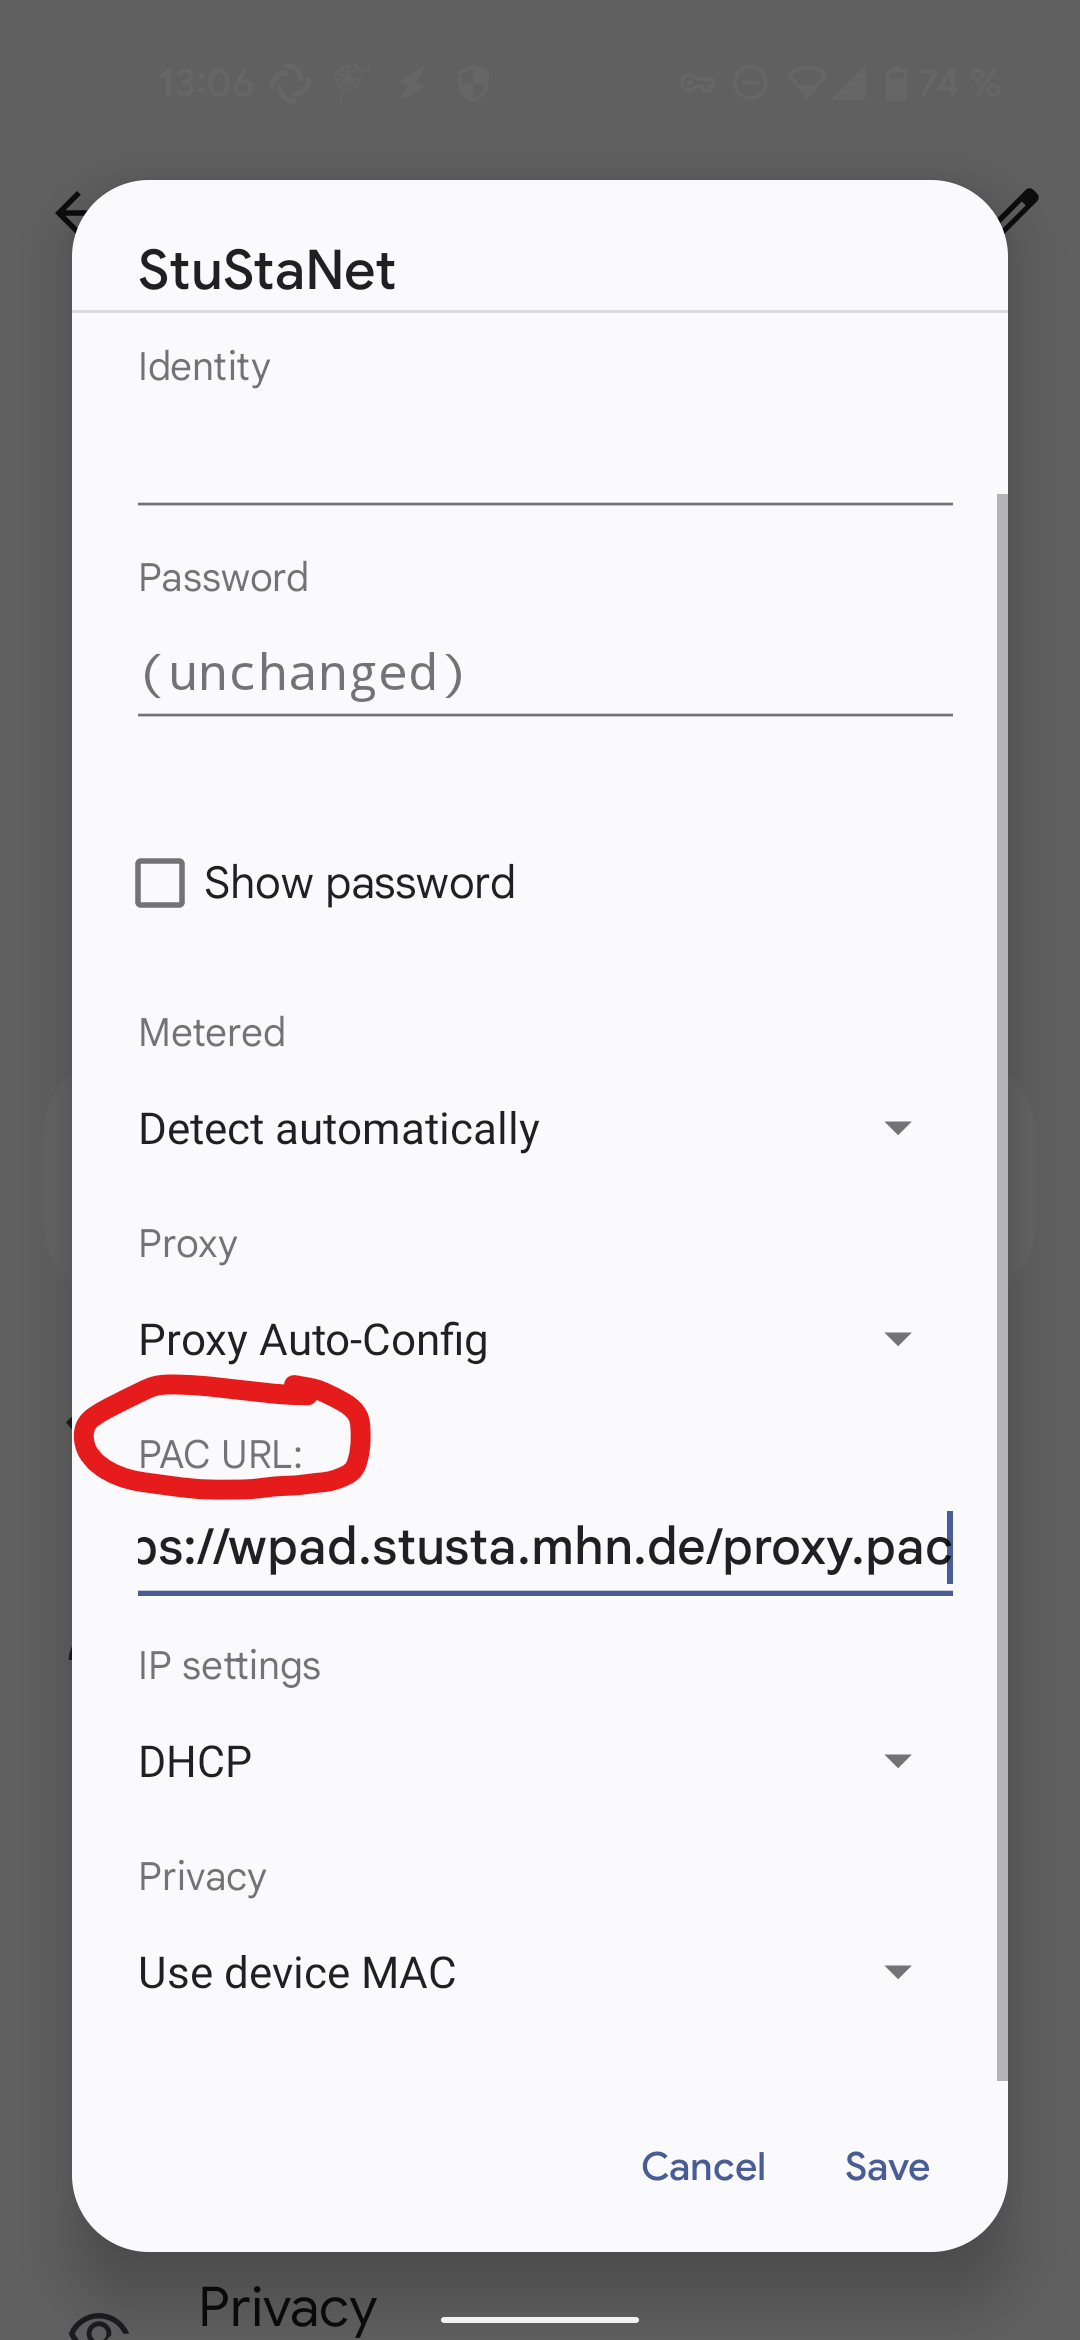 13:06
74 %
StuStaNet
Identity
Password
(unchanged)
Show password
Metered
Detect automatically
Proxy
Proxy Auto-Config
PAC URL:
ps://wpad.stusta.mhn.de/proxy.pac
IP settings
DHCP
Privacy
Use device MAC
Cancel
Save
Privacy